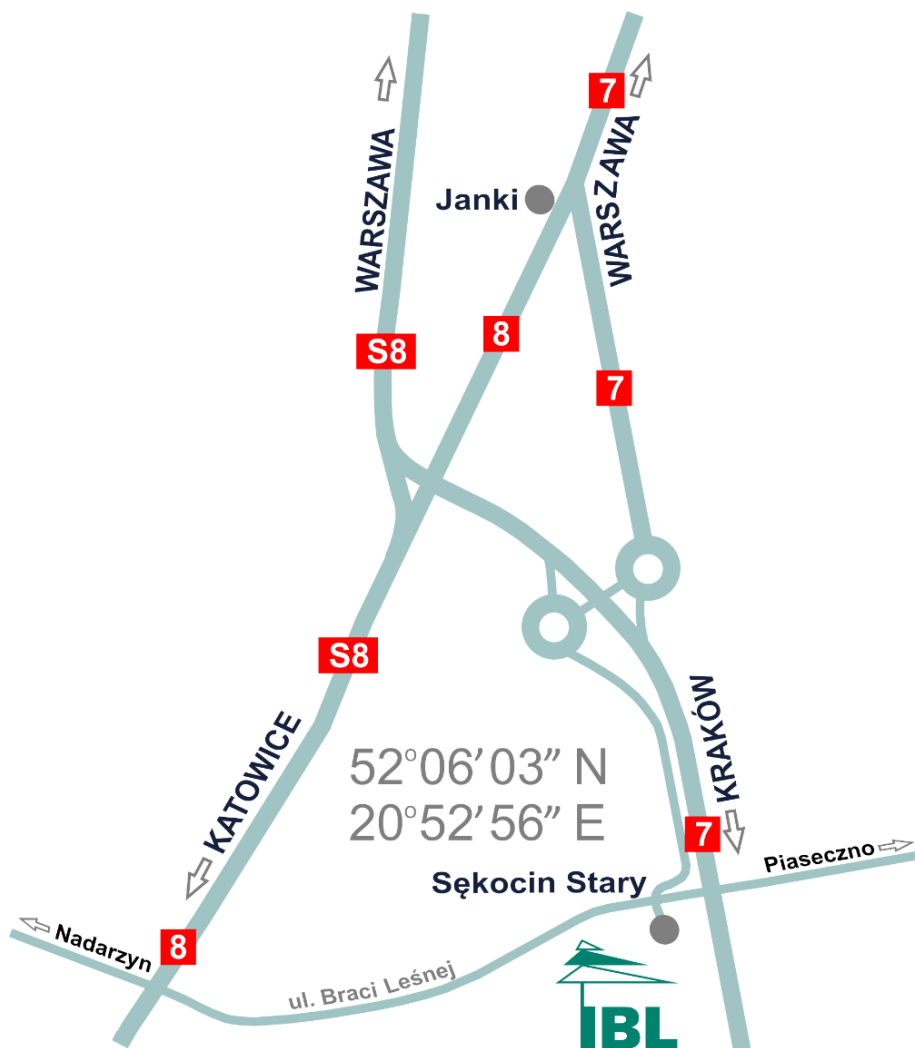 7
WARSZAWA
WARSZAWA
Janki
8
S8
7
S8
KATOWICE
KRAKÓW
52°06'03" N
20°52'56" E
7
Piaseczno
Sękocin Stary
Nadarzyn
8
ul. Braci Leśnej
IBL